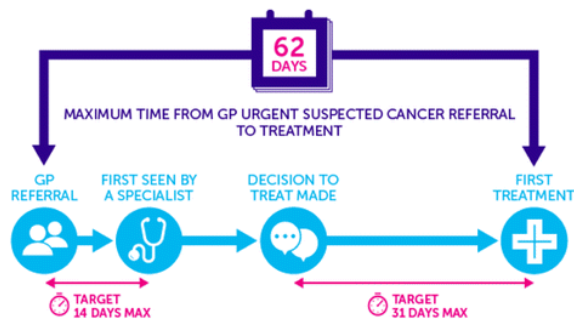 62
DAYS
MAXIMUM TIME FROM GP URGENT SUSPECTED CANCER REFERRAL
TO TREATMENT
GP
REFERRAL
FIRST SEEN BY
A SPECIALIST
DECISION TO
TREAT MADE
FIRST
TREATMENT
TARGET
14 DAYS MAX
TARGET
31 DAYS MAX